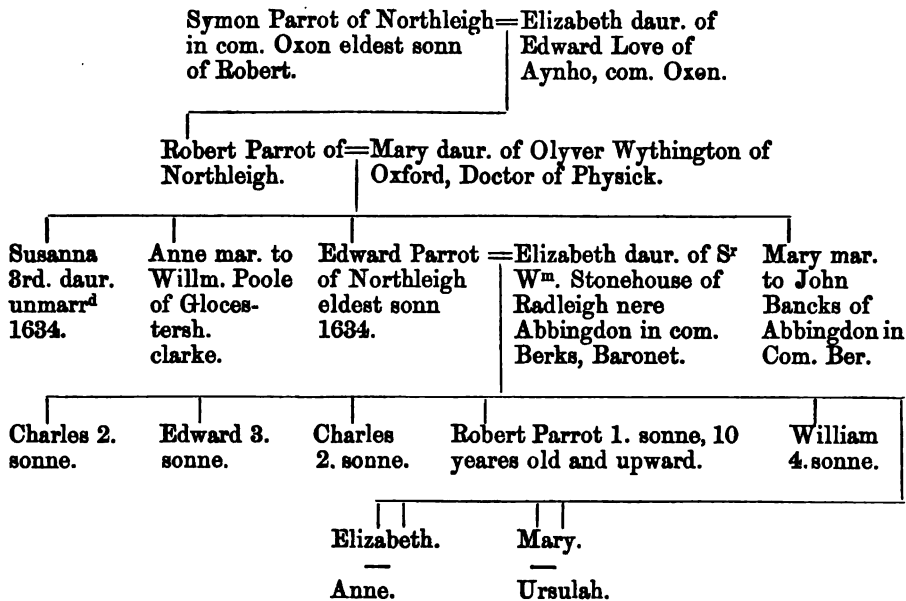 Symon Parrot of Northleigh=Elizabeth daur. of
in com. Oxon eldest sonn
of Robert.
Edward Love of
Aynho, com. Oxon.
Robert Parrot of=Mary daur. of Olyver Wythington of
Northleigh.
Oxford, Doctor of Physick.
Susanna
3rd. daur.
unmarrᵈ
1634.
Anne mar. to
Willm. Poole
of Gloces-
tersh.
clarke.
Edward Parrot =Elizabeth daur. of Sʳ
of Northleigh
eldest sonn
1634.
Wᵐ. Stonehouse of
Radleigh nere
Abbingdon in com.
Berks, Baronet.
Mary mar.
to John
Bancks of
Abbingdon in
Com. Ber.
Charles 2.
sonne.
Edward 3.
sonne.
Charles
2. sonne.
Robert Parrot 1. sonne, 10
yeares old and upward.
William
4. sonne.
Elizabeth.
Anne.
Mary.
Ursulah.